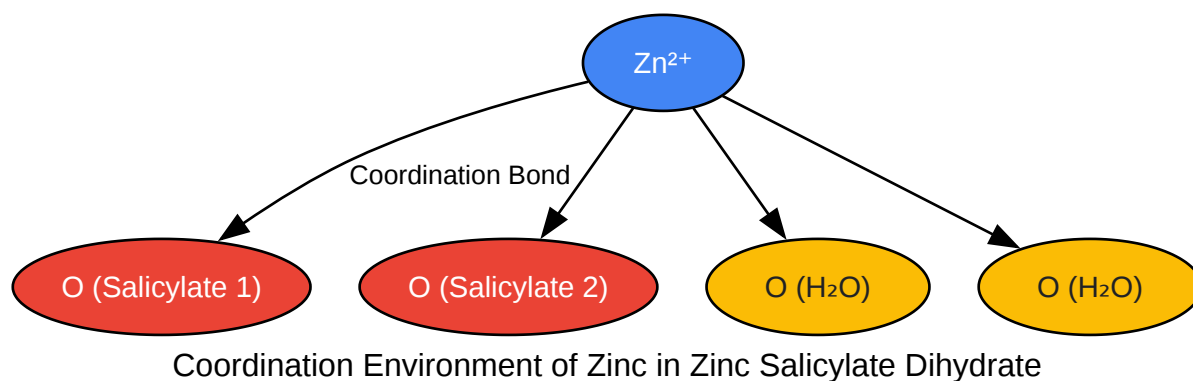 Zn²⁺
Coordination Bond
O (Salicylate 1)
O (Salicylate 2)
O (H₂O)
O (H₂O)
Coordination Environment of Zinc in Zinc Salicylate Dihydrate